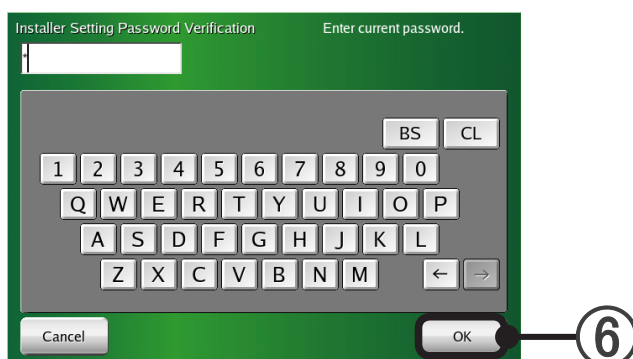 Installer Setting Password Verification Enter current password.
*
BS CL
1 2 3 4 5 6 7 8 9 0
Q W E R T Y U I O P
A S D F G H J K L
Z X C V B N M ← →
Cancel OK ⑥